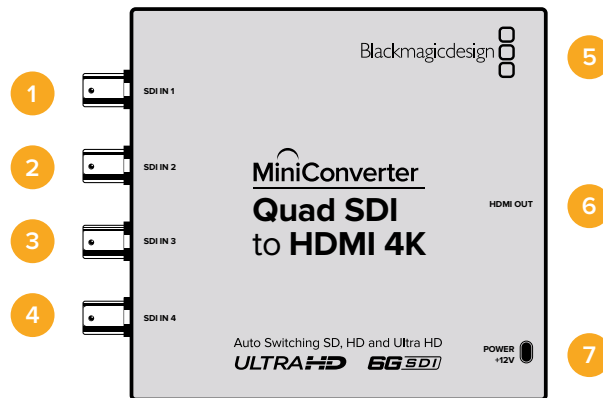 Blackmagicdesign
1
SDI IN 1
5
2
SDI IN 2
MiniConverter
Quad SDI
to HDMI 4K
HDMI OUT
6
3
SDI IN 3
4
SDI IN 4
Auto Switching SD, HD and Ultra HD
ULTRA HD 6G SDI
POWER
+12V
7